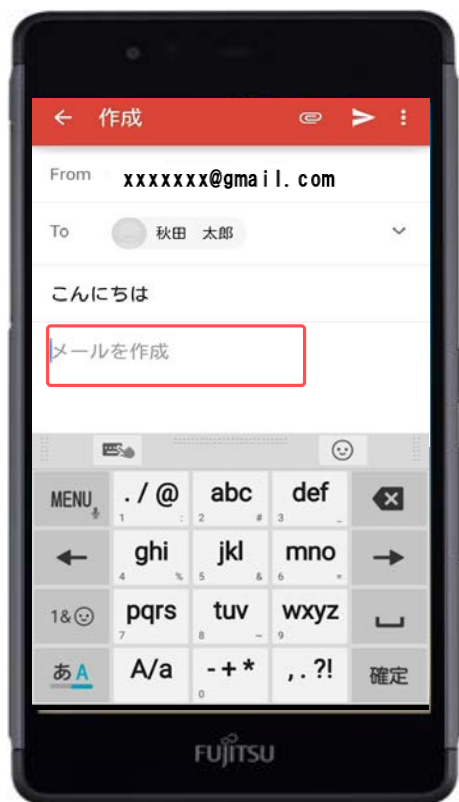 作成
From xxxxxxx@gmail.com
To 秋田 太郎
こんにちは
メールを作成
MENU ./@ abc def
1 : 2 # 3 _
ghi jkl mno
4 % 5 & 6 *
1& pqrs tuv wxyz
7 8 ~ 9
あA A/a -+* ,.?! 確定
0
FUJITSU